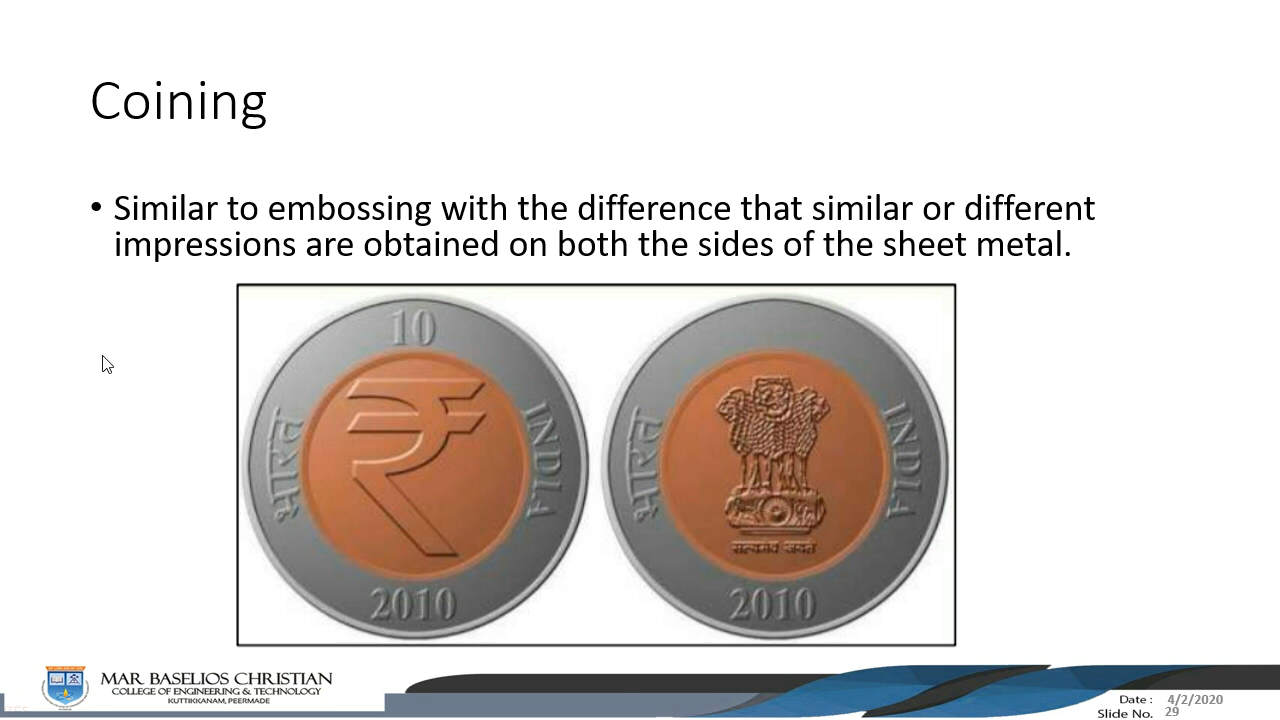 Coining
• Similar to embossing with the difference that similar or different
impressions are obtained on both the sides of the sheet metal.
10
भारत
INDIA
2010
भारत
INDIA
सत्यमेव जयते
2010
MAR BASELIOS CHRISTIAN
COLLEGE OF ENGINEERING & TECHNOLOGY
KUTTIKKANAM, PEERMADE
Date : 4/2/2020
Slide No. 29